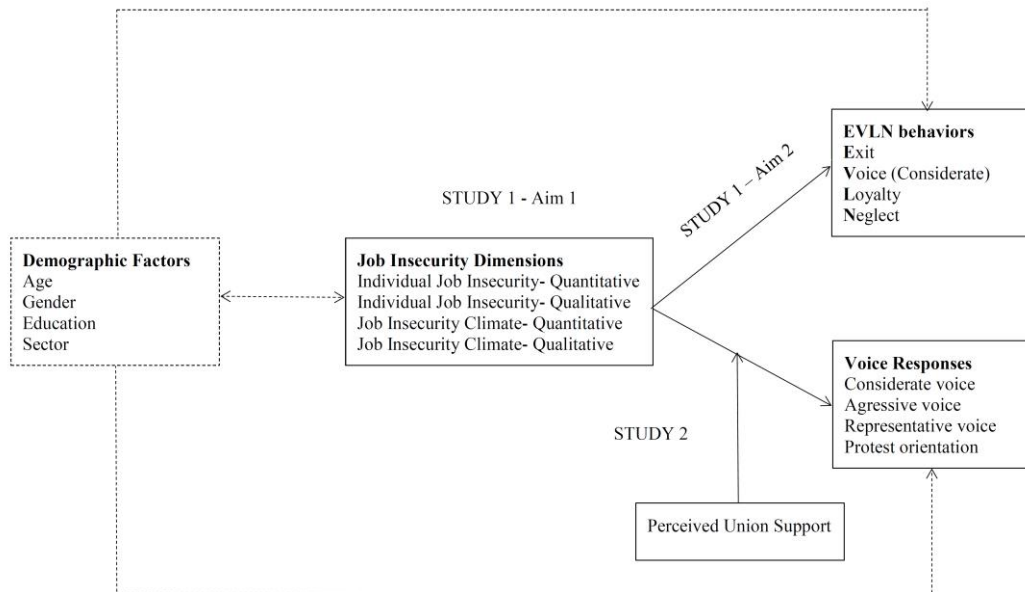 STUDY 1 - Aim 1
Demographic Factors
Age
Gender
Education
Sector
Job Insecurity Dimensions
Individual Job Insecurity- Quantitative
Individual Job Insecurity- Qualitative
Job Insecurity Climate- Quantitative
Job Insecurity Climate- Qualitative
STUDY 1 – Aim 2
EVLN behaviors
Exit
Voice (Considerate)
Loyalty
Neglect
Voice Responses
Considerate voice
Agressive voice
Representative voice
Protest orientation
STUDY 2
Perceived Union Support